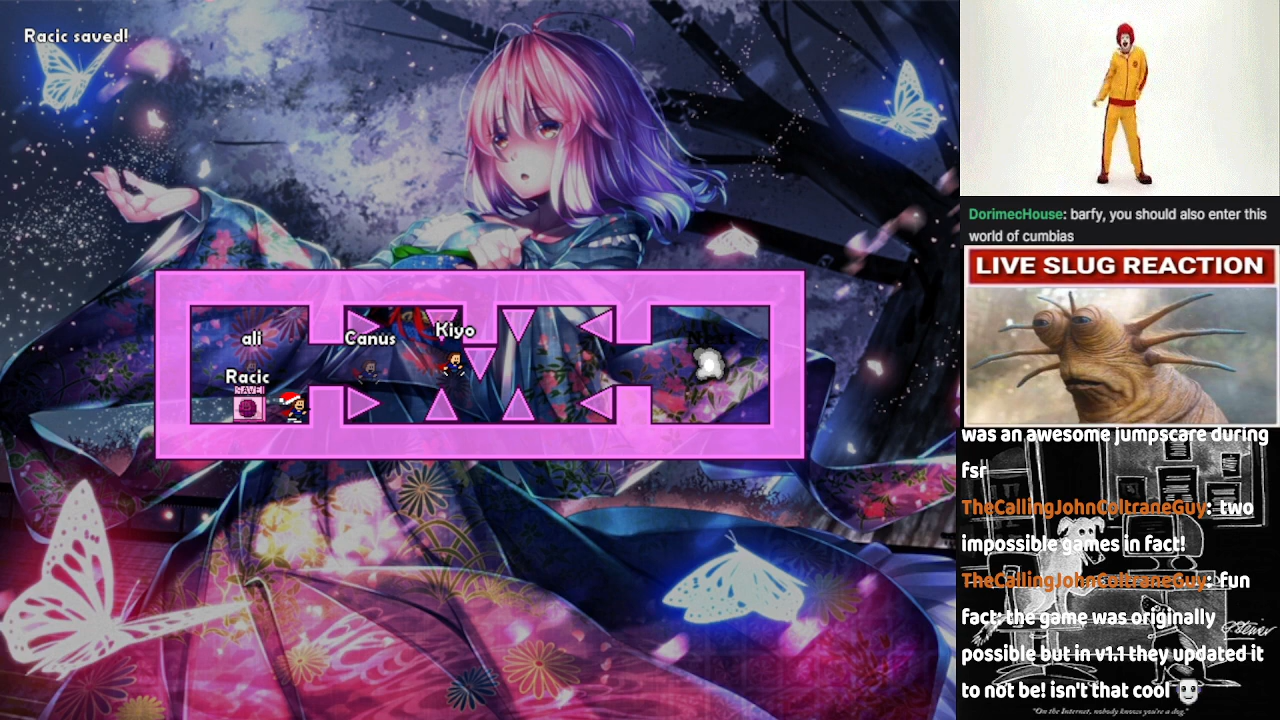 Racic saved!
DorimecHouse: barfy, you should also enter this
world of cumbias
LIVE SLUG REACTION
Kiyo
ali
Canus
Next
Racic
SAVE!
was an awesome jumpscare during
fsr
TheCallingJohnColtraneGuy: two
impossible games in fact!
TheCallingJohnColtraneGuy: fun
fact: the game was originally
possible but in v1.1 they updated it
to not be! isn't that cool
P. Steiner
"On the Internet, nobody knows you're a dog."